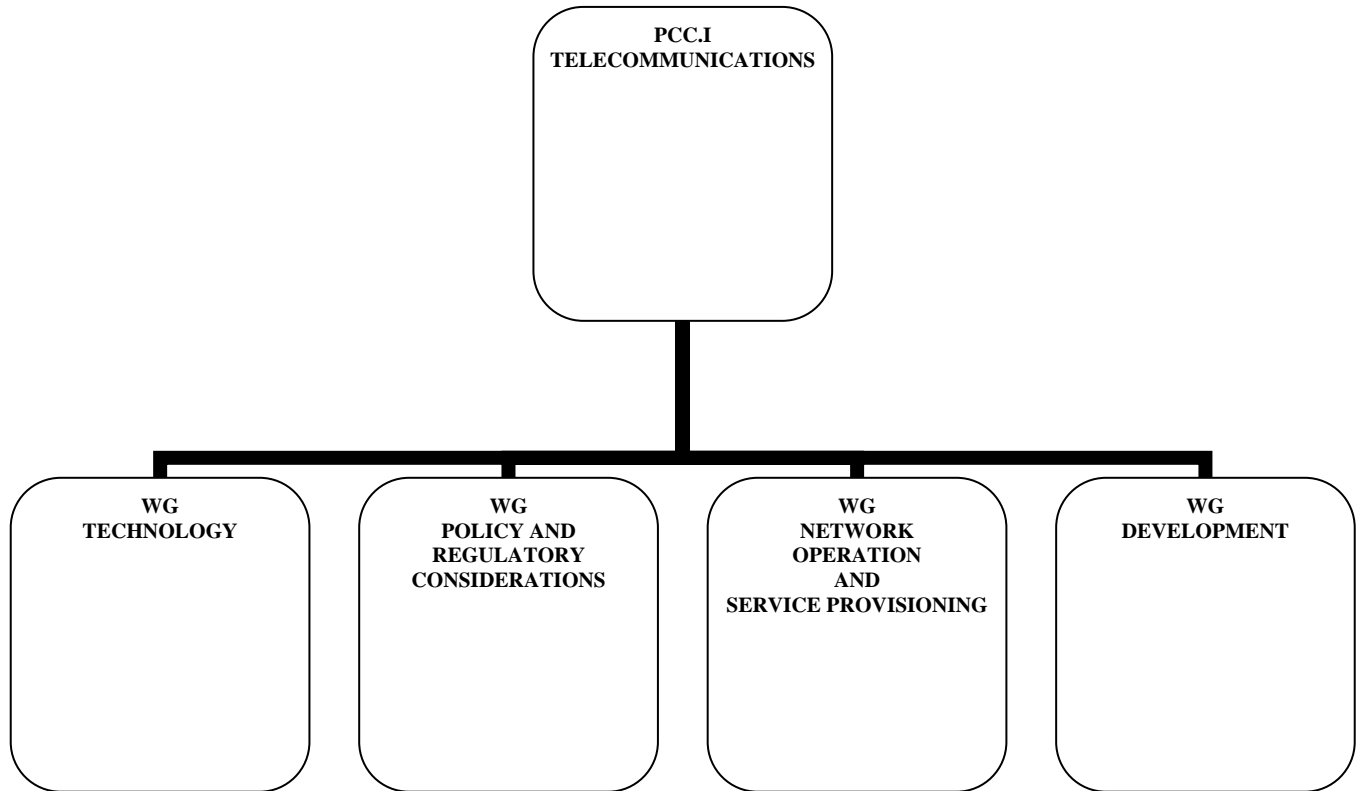 PCC.I
TELECOMMUNICATIONS
WG
TECHNOLOGY
WG
POLICY AND
REGULATORY
CONSIDERATIONS
WG
NETWORK
OPERATION
AND
SERVICE PROVISIONING
WG
DEVELOPMENT